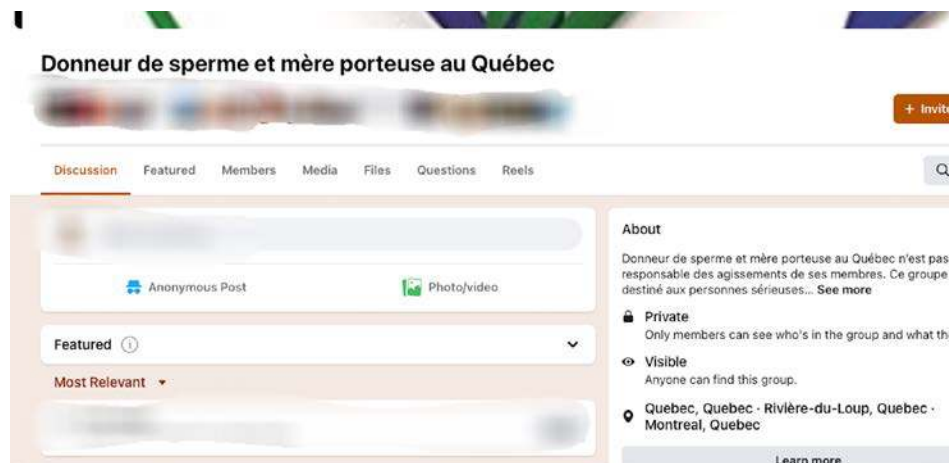 Donneur de sperme et mère porteuse au Québec
+ Invite
Discussion Featured Members Media Files Questions Reels
Anonymous Post Photo/video
Featured
Most Relevant
About
Donneur de sperme et mère porteuse au Québec n'est pas
responsable des agissements de ses membres. Ce groupe
destiné aux personnes sérieuses... See more
Private
Only members can see who's in the group and what th
Visible
Anyone can find this group.
Quebec, Quebec · Rivière-du-Loup, Quebec ·
Montreal, Quebec
Learn more